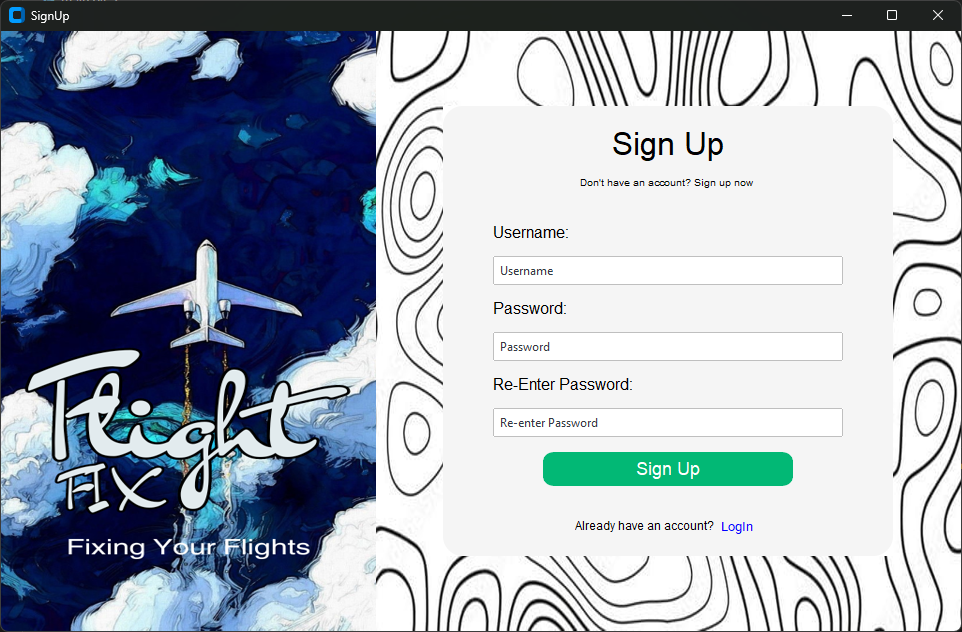 SignUp
Flight
FIX
Fixing Your Flights
Sign Up
Don't have an account? Sign up now
Username:
Username
Password:
Password
Re-Enter Password:
Re-enter Password
Sign Up
Already have an account? LogIn